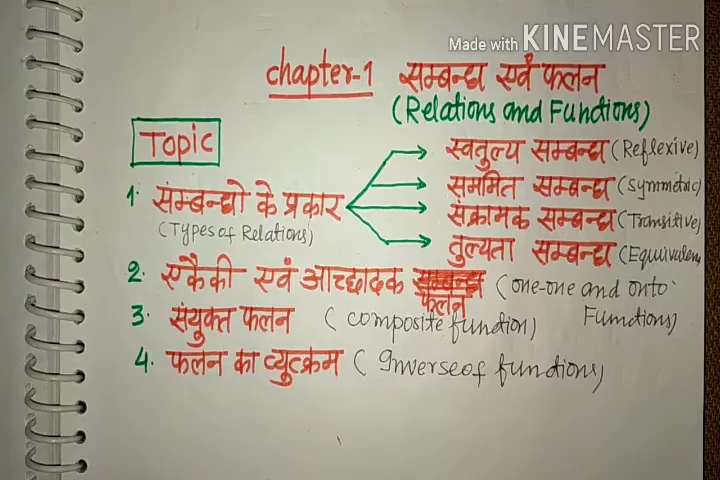 Made with KINEMASTER
chapter-1 सम्बन्ध एवं फलन
(Relations and Functions)
Topic
स्वतुल्य सम्बन्ध (Reflexive)
सममित सम्बन्ध (Symmetric)
1. संम्बन्धो के प्रकार
संक्रामक सम्बन्ध (Transitive)
(Types of Relations)
तुल्यता सम्बन्ध (Equivalen
2. एकैकी एवं आच्छादक सम्बन्ध (one-one and onto
फलन Functions)
3. संयुक्त फलन (composite function)
4. फलन का व्युत्क्रम (Inverse of functions)